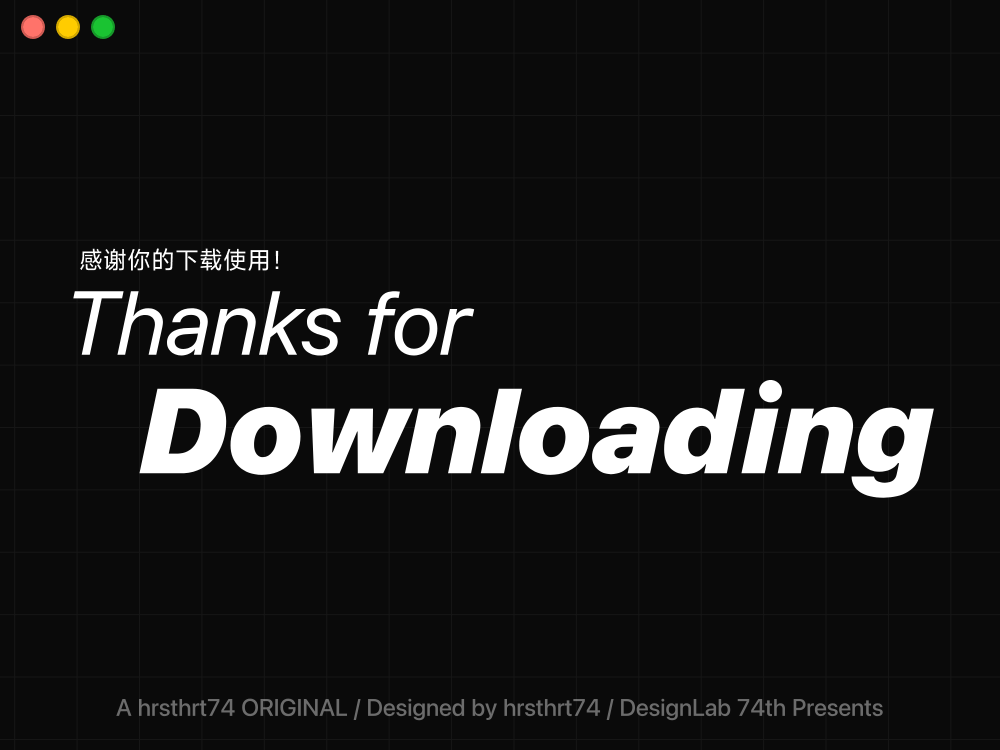 感谢你的下载使用！
Thanks for
Downloading
A hrsthrt74 ORIGINAL / Designed by hrsthrt74 / DesignLab 74th Presents